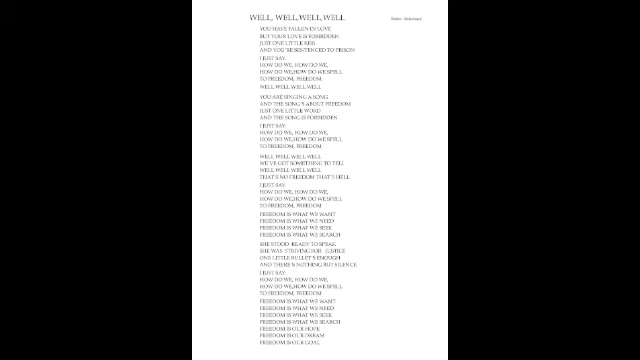 WELL, WELL,WELL,WELL
YOU HAVE FALLEN IN LOVE
BUT YOUR LOVE IS FORBIDDEN
JUST ONE LITTLE KISS
AND YOU'RE SENTENCED TO PRISON
I JUST SAY:
HOW DO WE, HOW DO WE,
HOW DO WE,HOW DO WE SPELL
TO FREEDOM, FREEDOM
WELL WELL WELL WELL
YOU ARE SINGING A SONG
AND THE SONG'S ABOUT FREEDOM
JUST ONE LITTLE WORD
AND THE SONG IS FORBIDDEN
I JUST SAY:
HOW DO WE, HOW DO WE,
HOW DO WE,HOW DO WE SPELL
TO FREEDOM, FREEDOM
WELL WELL WELL WELL
WE'VE GOT SOMETHING TO TELL
WELL WELL WELL WELL
THAT'S NO FREEDOM THAT'S HELL
I JUST SAY:
HOW DO WE, HOW DO WE,
HOW DO WE,HOW DO WE SPELL
TO FREEDOM, FREEDOM
FREEDOM IS WHAT WE WANT
FREEDOM IS WHAT WE NEED
FREEDOM IS WHAT WE SEEK
FREEDOM IS WHAT WE SEARCH
SHE STOOD READY TO SPEAK
SHE WAS STRIVING FOR JUSTICE
ONE LITTLE BULLET'S ENOUGH
AND THERE'S NOTHING BUT SILENCE
I JUST SAY:
HOW DO WE, HOW DO WE,
HOW DO WE,HOW DO WE SPELL
TO FREEDOM, FREEDOM
FREEDOM IS WHAT WE WANT
FREEDOM IS WHAT WE NEED
FREEDOM IS WHAT WE SEEK
FREEDOM IS WHAT WE SEARCH
FREEDOM IS OUR HOPE
FREEDOM IS OUR DREAM
FREEDOM IS OUR GOAL